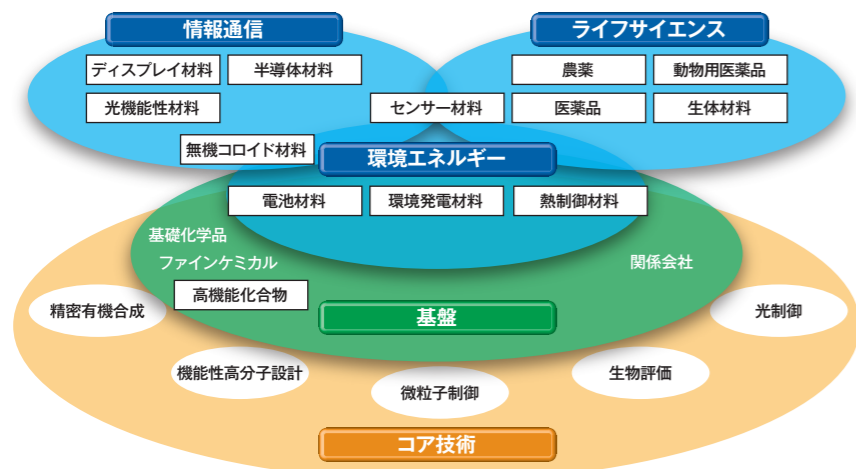 情報通信
ライフサイエンス
ディスプレイ材料
半導体材料
農薬
動物用医薬品
光機能性材料
センサー材料
医薬品
生体材料
無機コロイド材料
環境エネルギー
電池材料
環境発電材料
熱制御材料
基礎化学品
ファインケミカル
関係会社
高機能化合物
精密有機合成
基盤
光制御
機能性高分子設計
微粒子制御
生物評価
コア技術